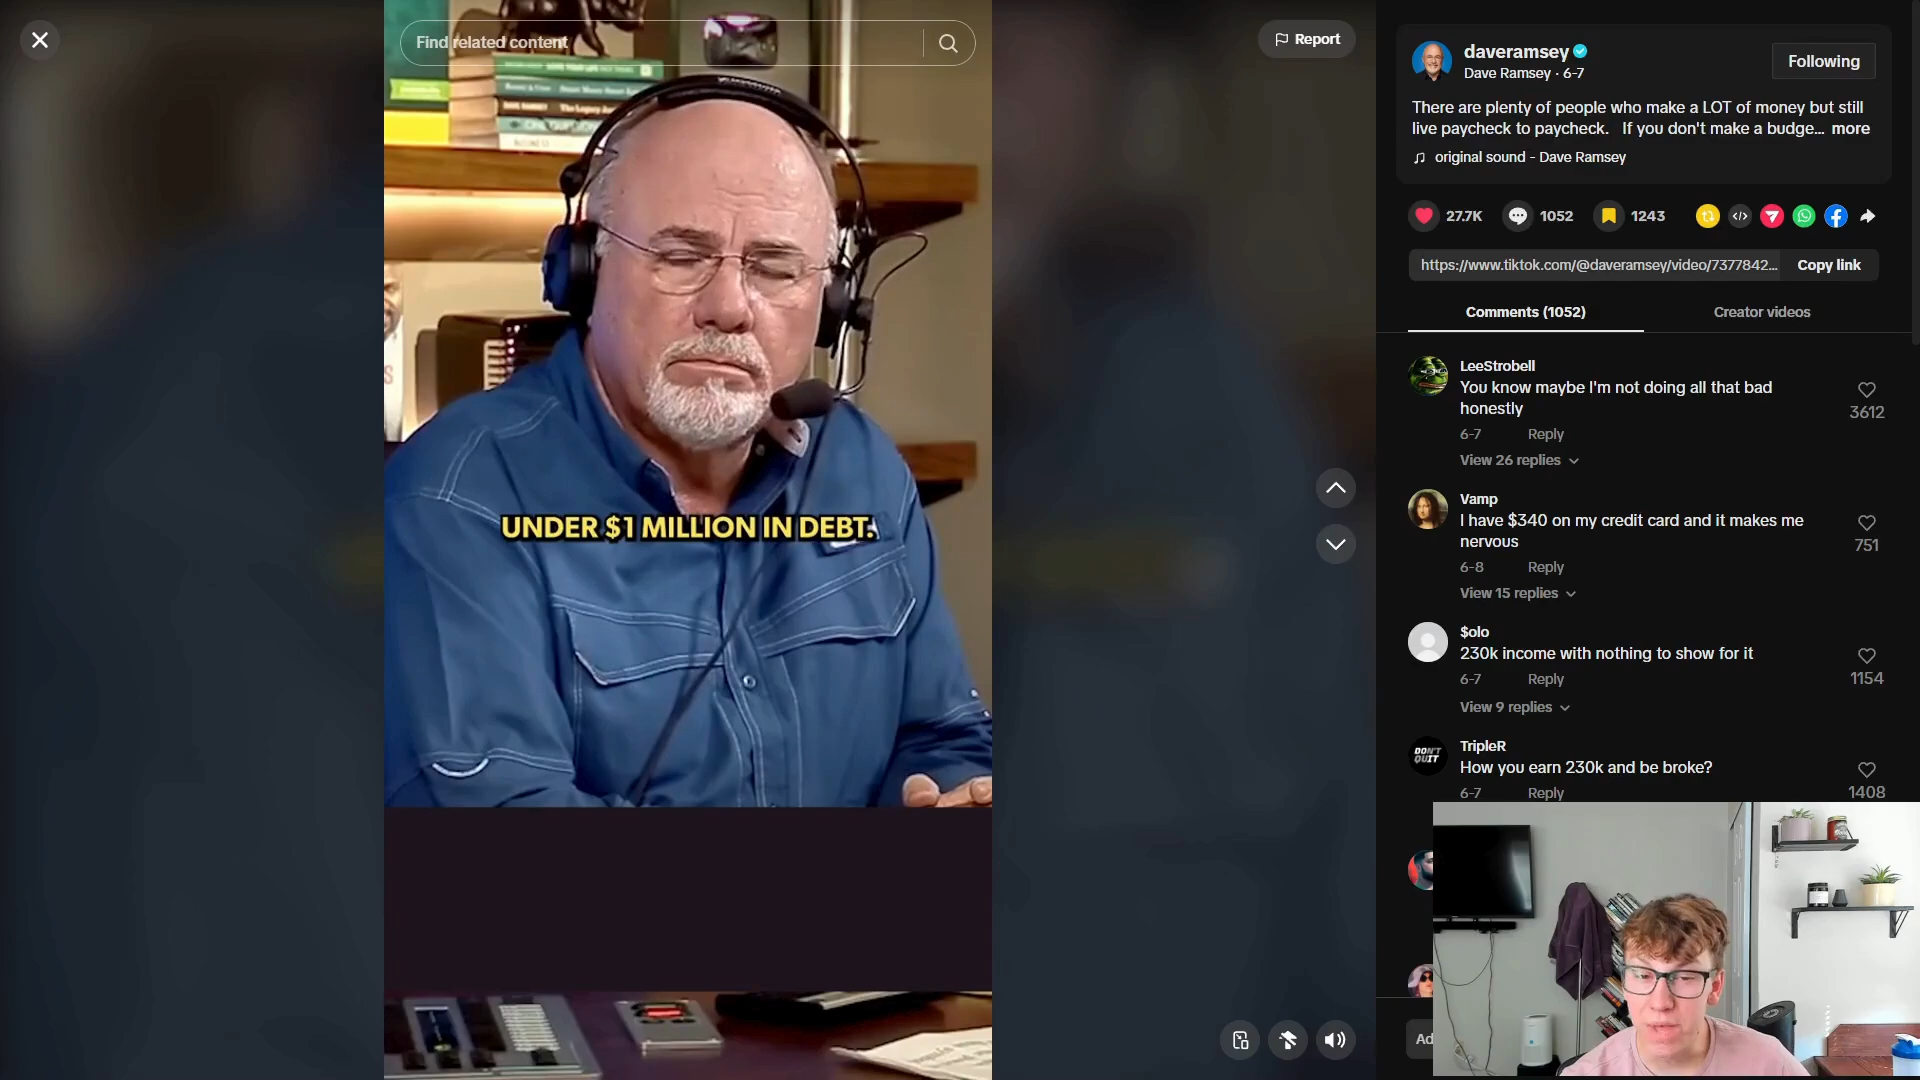 Find related content
Report
UNDER $1 MILLION IN DEBT.
daveramsey
Dave Ramsey · 6-7
Following
There are plenty of people who make a LOT of money but still
live paycheck to paycheck. If you don't make a budge... more
original sound - Dave Ramsey
27.7K
1052
1243
https://www.tiktok.com/@daveramsey/video/7377842...
Copy link
Comments (1052)
Creator videos
LeeStrobell
You know maybe I'm not doing all that bad
honestly
3612
6-7 Reply
View 26 replies
Vamp
I have $340 on my credit card and it makes me
nervous
751
6-8 Reply
View 15 replies
$olo
230k income with nothing to show for it
1154
6-7 Reply
View 9 replies
DON'T
QUIT
TripleR
How you earn 230k and be broke?
1408
6-7 Reply
Ad